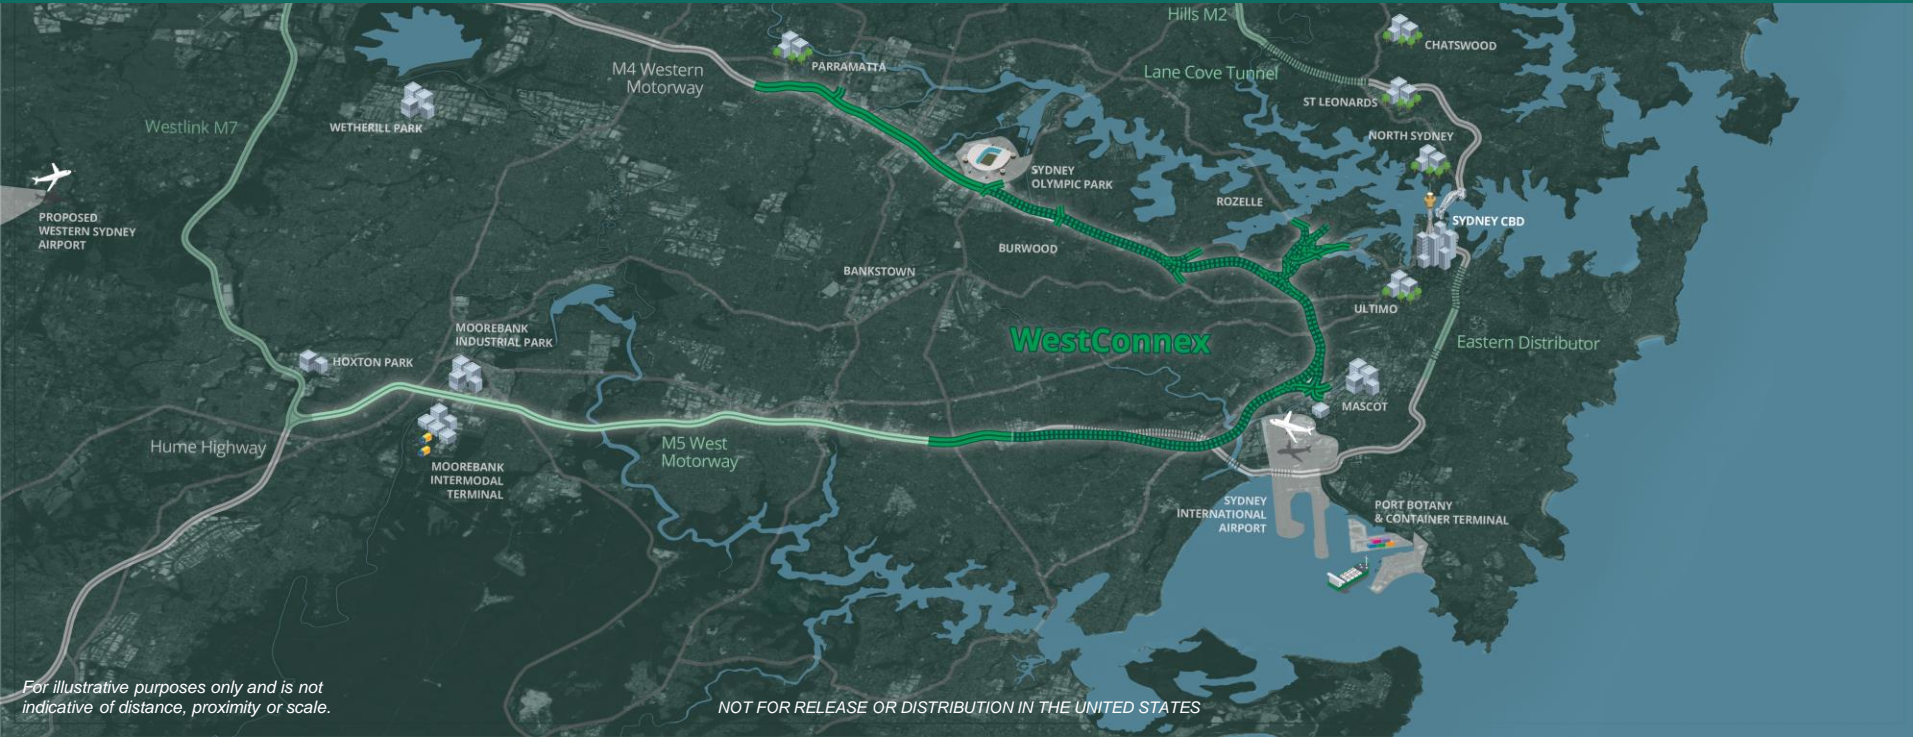 Hills M2
CHATSWOOD
M4 Western
Motorway
PARRAMATTA
Lane Cove Tunnel
ST LEONARDS
Westlink M7
WETHERILL PARK
NORTH SYDNEY
SYDNEY
OLYMPIC PARK
PROPOSED
WESTERN SYDNEY
AIRPORT
ROZELLE
SYDNEY CBD
BURWOOD
BANKSTOWN
ULTIMO
MOOREBANK
INDUSTRIAL PARK
WestConnex
Eastern Distributor
HOXTON PARK
MASCOT
Hume Highway
M5 West
Motorway
MOOREBANK
INTERMODAL
TERMINAL
SYDNEY
INTERNATIONAL
AIRPORT
PORT BOTANY
& CONTAINER TERMINAL
For illustrative purposes only and is not
indicative of distance, proximity or scale.
NOT FOR RELEASE OR DISTRIBUTION IN THE UNITED STATES